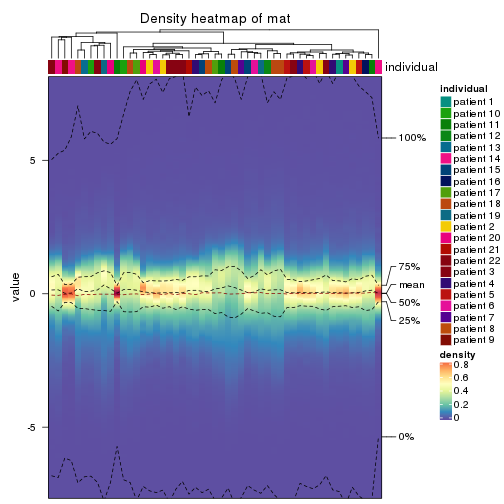 Density heatmap of mat
individual
100%
5
75%
mean
0
50%
25%
-5
0%
value
individual
patient 1
patient 10
patient 11
patient 12
patient 13
patient 14
patient 15
patient 16
patient 17
patient 18
patient 19
patient 2
patient 20
patient 21
patient 22
patient 3
patient 4
patient 5
patient 6
patient 7
patient 8
patient 9
density
0.8
0.6
0.4
0.2
0